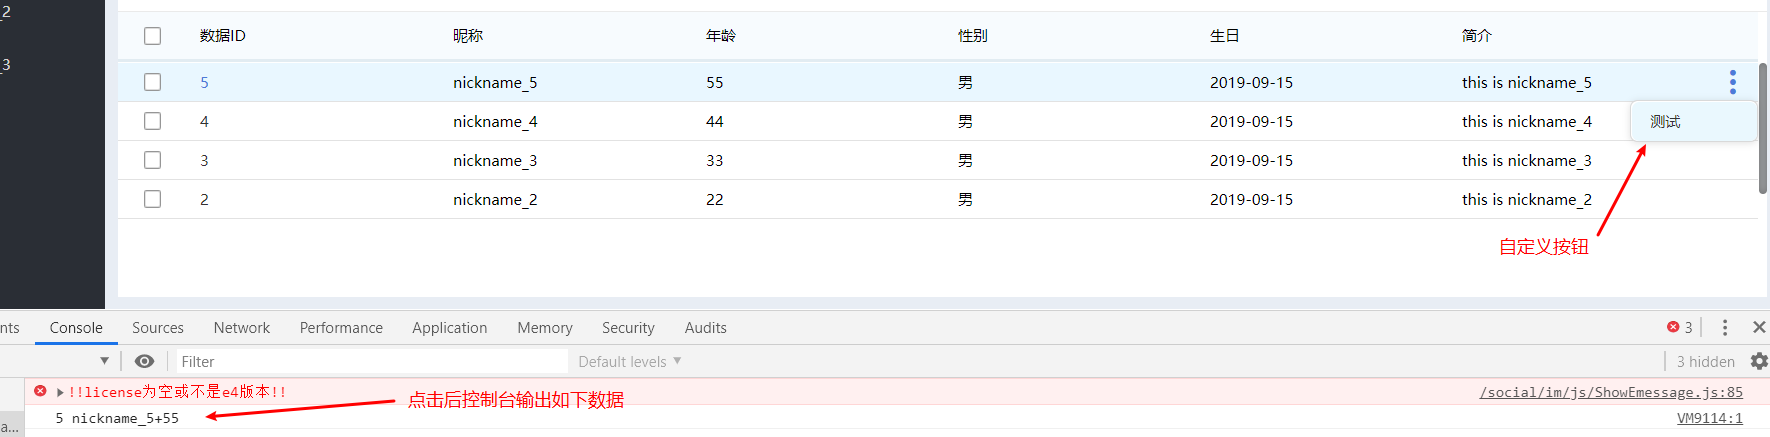 _2
_3
数据ID 昵称 年龄 性别 生日 简介
5 nickname_5 55 男 2019-09-15 this is nickname_5
4 nickname_4 44 男 2019-09-15 this is nickname_4 测试
3 nickname_3 33 男 2019-09-15 this is nickname_3
2 nickname_2 22 男 2019-09-15 this is nickname_2
自定义按钮
nts Console Sources Network Performance Application Memory Security Audits 3
Filter Default levels 3 hidden
!!license为空或不是e4版本!! /social/im/js/ShowEmessage.js:85
点击后控制台输出如下数据
a... 5 nickname_5+55 VM9114:1